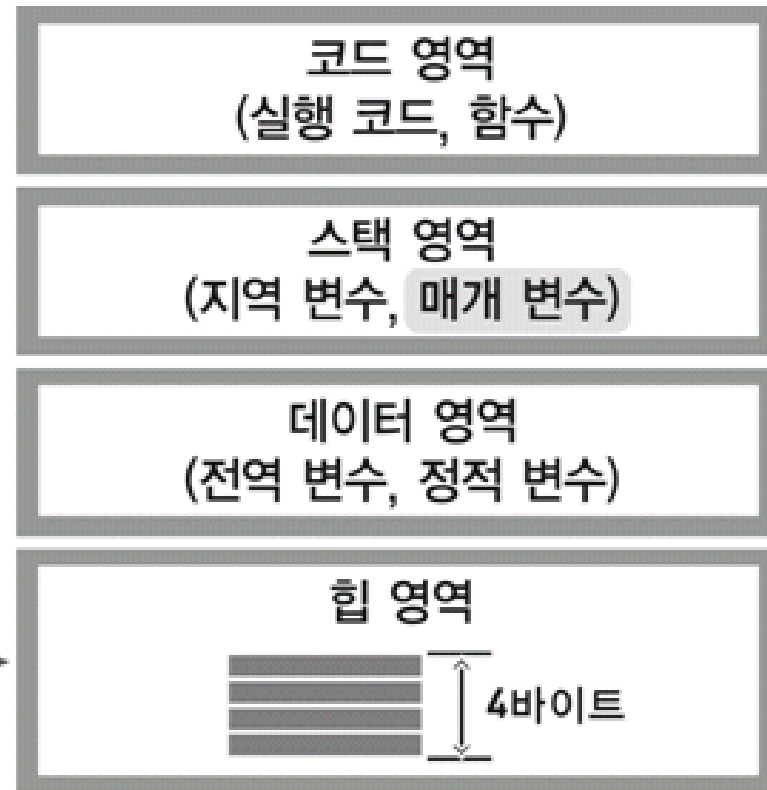 코드 영역
(실행 코드, 함수)
스택 영역
(지역 변수, 매개 변수)
데이터 영역
(전역 변수, 정적 변수)
힙 영역
4바이트